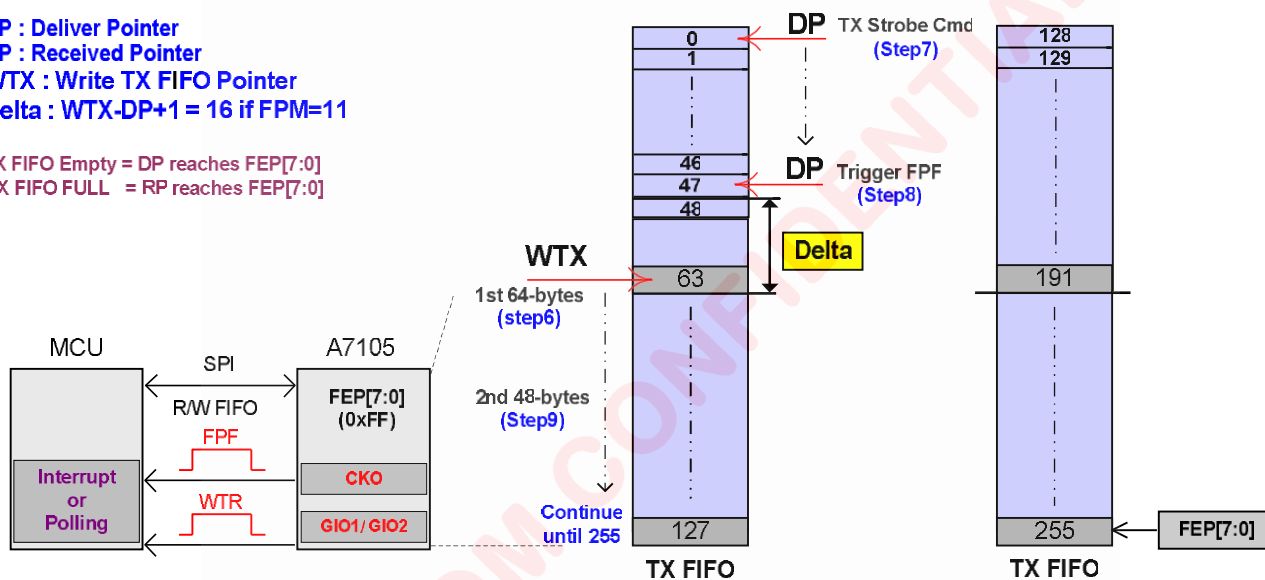 P : Deliver Pointer
P : Received Pointer
WTX : Write TX FIFO Pointer
elta : WTX-DP+1 = 16 if FPM=11
X FIFO Empty = DP reaches FEP[7:0]
X FIFO FULL = RP reaches FEP[7:0]
0
1
46
47
48
63
127
TX FIFO
DP
TX Strobe Cmd
(Step7)
DP
Trigger FPF
(Step8)
Delta
WTX
1st 64-bytes
(step6)
2nd 48-bytes
(Step9)
Continue
until 255
128
129
191
255
TX FIFO
FEP[7:0]
MCU
Interrupt
or
Polling
SPI
R/W FIFO
FPF
WTR
A7105
FEP[7:0]
(0xFF)
CKO
GIO1/ GIO2
OM CONFIDENTIA